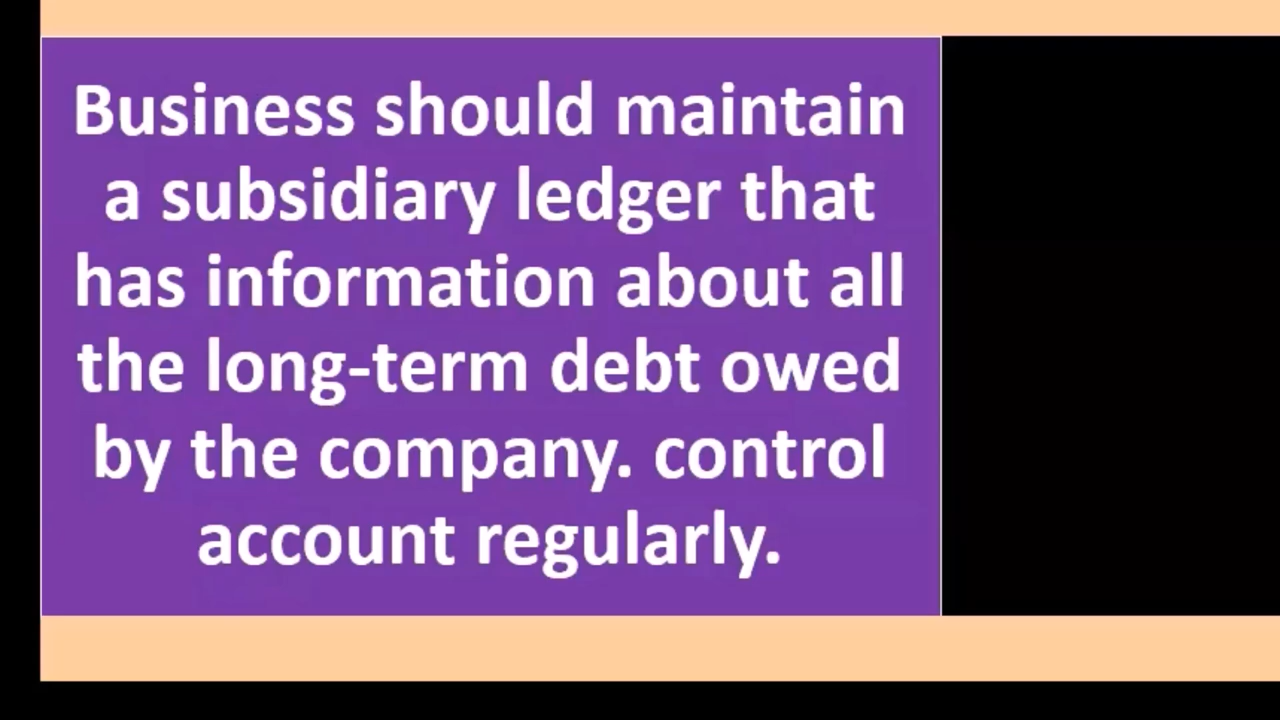 Business should maintain
a subsidiary ledger that
has information about all
the long-term debt owed
by the company. control
account regularly.